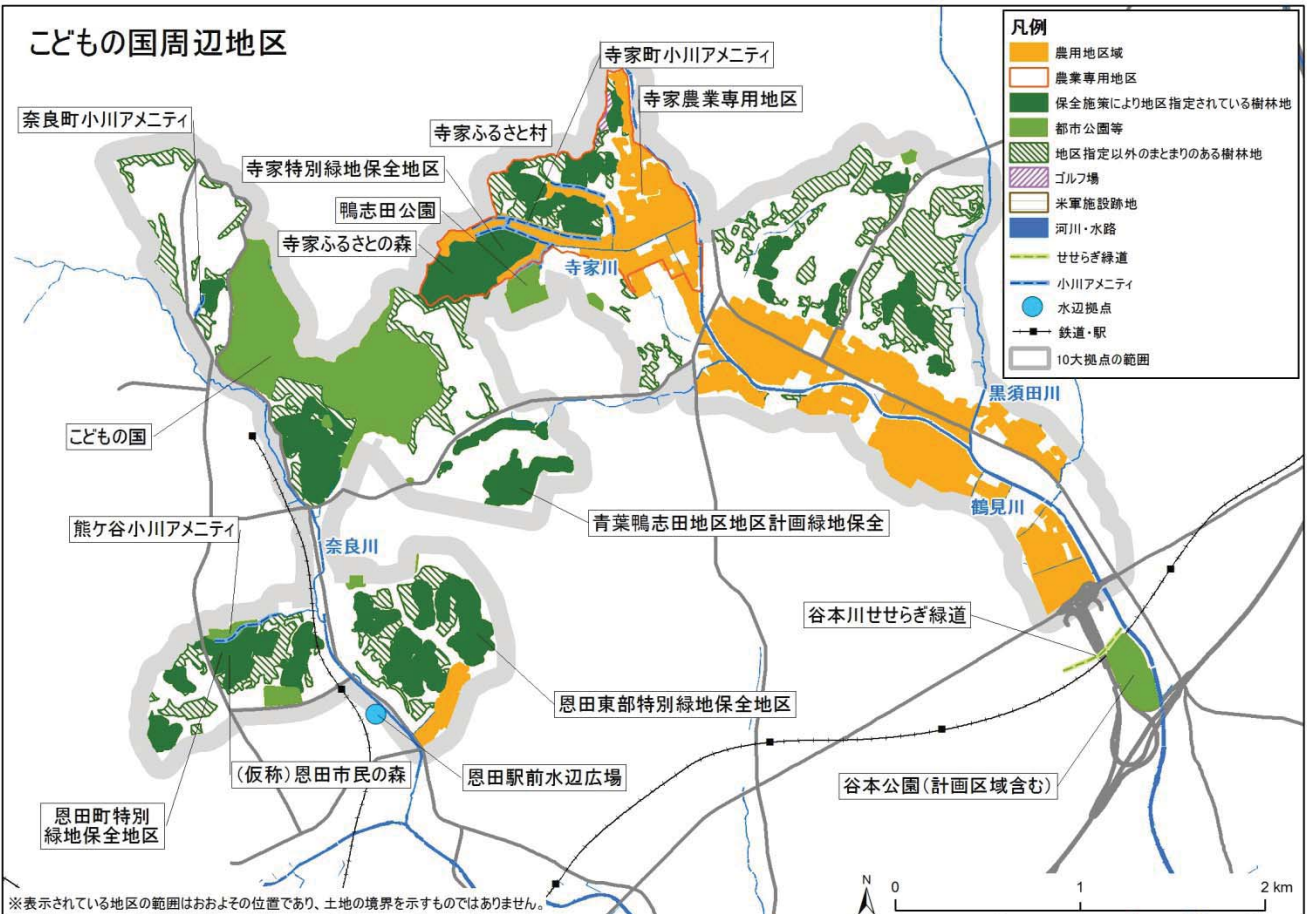 こどもの国周辺地区
凡例
農用地区域
農業専用地区
保全施策により地区指定されている樹林地
都市公園等
地区指定以外のまとまりのある樹林地
ゴルフ場
米軍施設跡地
河川・水路
せせらぎ緑道
小川アメニティ
水辺拠点
鉄道・駅
10大拠点の範囲
寺家町小川アメニティ
寺家農業専用地区
奈良町小川アメニティ
寺家ふるさと村
寺家特別緑地保全地区
鴨志田公園
寺家ふるさとの森
寺家川
黒須田川
こどもの国
青葉鴨志田地区地区計画緑地保全
鶴見川
熊ケ谷小川アメニティ
奈良川
谷本川せせらぎ緑道
恩田東部特別緑地保全地区
(仮称)恩田市民の森
恩田駅前水辺広場
谷本公園(計画区域含む)
恩田町特別
緑地保全地区
N
0
1
2 km
※表示されている地区の範囲はおおよその位置であり、土地の境界を示すものではありません。